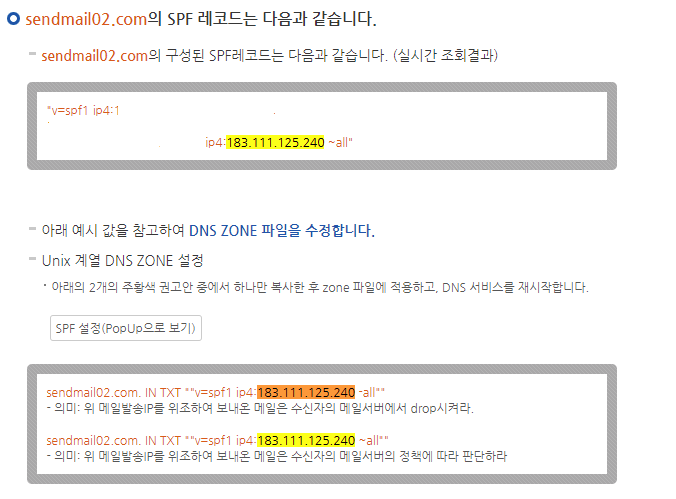 sendmail02.com의 SPF 레코드는 다음과 같습니다.
sendmail02.com의 구성된 SPF레코드는 다음과 같습니다. (실시간 조회결과)
"v=spf1 ip4:1
ip4:183.111.125.240 ~all"
아래 예시 값을 참고하여 DNS ZONE 파일을 수정합니다.
Unix 계열 DNS ZONE 설정
· 아래의 2개의 주황색 권고안 중에서 하나만 복사한 후 zone 파일에 적용하고, DNS 서비스를 재시작합니다.
SPF 설정(PopUp으로 보기)
sendmail02.com. IN TXT ""v=spf1 ip4:183.111.125.240 -all""
- 의미: 위 메일발송IP를 위조하여 보내온 메일은 수신자의 메일서버에서 drop시켜라.
sendmail02.com. IN TXT ""v=spf1 ip4:183.111.125.240 ~all""
- 의미: 위 메일발송IP를 위조하여 보내온 메일은 수신자의 메일서버의 정책에 따라 판단하라